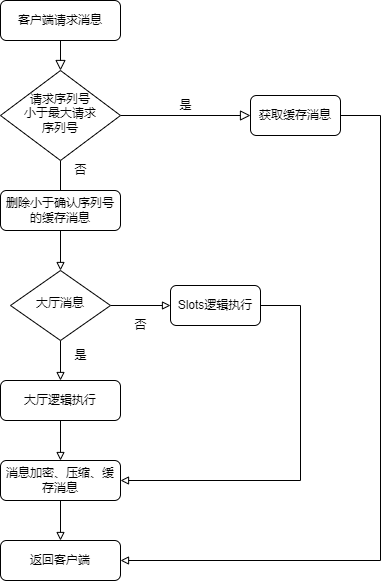 客户端请求消息
请求序列号
小于最大请求
序列号
是
获取缓存消息
否
删除小于确认序列号
的缓存消息
大厅消息
否
Slots逻辑执行
是
大厅逻辑执行
消息加密、压缩、缓
存消息
返回客户端